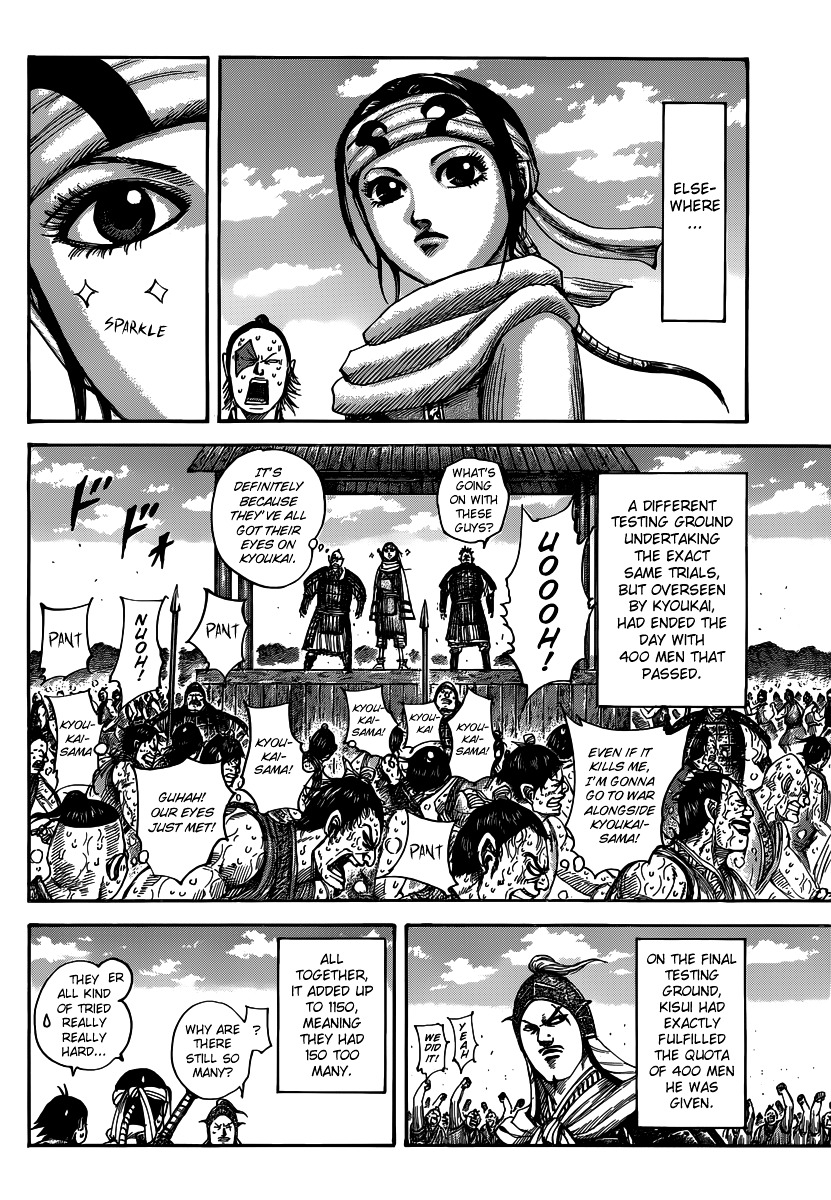 ELSE-
WHERE
...
SPARKLE
A DIFFERENT
TESTING GROUND
UNDERTAKING
THE EXACT
SAME TRIALS,
BUT OVERSEEN
BY KYOUKAI,
HAD ENDED THE
DAY WITH
400 MEN THAT
PASSED.
WHAT'S
GOING
ON WITH
THESE
GUYS?
IT'S
DEFINITELY
BECAUSE
THEY'VE ALL
GOT THEIR
EYES ON
KYOUKAI.
ドドォ
UOOOH!
PANT
NUOH!
PANT
KYOU-
KAI-
SAMA
KYOU-
KAI-
SAMA!
KYOU-
KAI-
SAMA!
KYOU-
KAI
KYOU-
KAI-
SAMA!
GUHAH!
OUR EYES
JUST MET!
PANT
EVEN IF IT
KILLS ME,
I'M GONNA
GO TO WAR
ALONGSIDE
KYOUKAI-
SAMA!
ON THE FINAL
TESTING
GROUND,
KISUI HAD
EXACTLY
FULFILLED
THE QUOTA
OF 400 MEN
HE WAS
GIVEN.
YEAH
WE
DID
IT!
ALL
TOGETHER,
IT ADDED UP
TO 1150,
MEANING
THEY HAD
150 TOO
MANY.
WHY ARE
THERE
STILL SO
MANY?
?
ER
THEY
ALL KIND
OF TRIED
REALLY
REALLY
HARD...